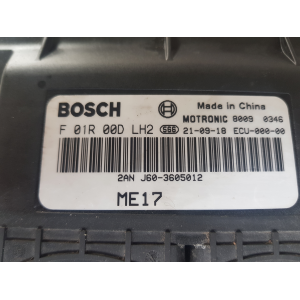 BOSCH Made in China
MOTRONIC 8009 0346
F 01R 00D LH2 666 21-09-18 ECU-000-00
2AN J60-3605012
ME17